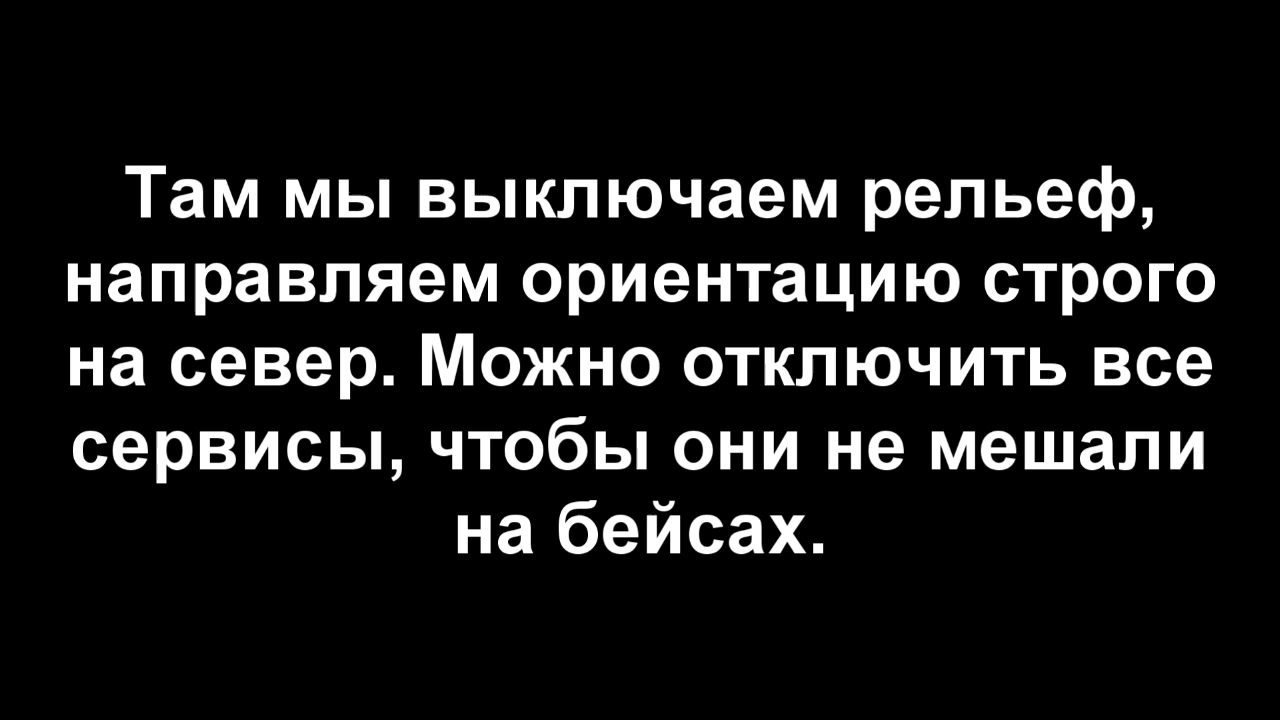 Там мы выключаем рельеф,
направляем ориентацию строго
на север. Можно отключить все
сервисы, чтобы они не мешали
на бейсах.